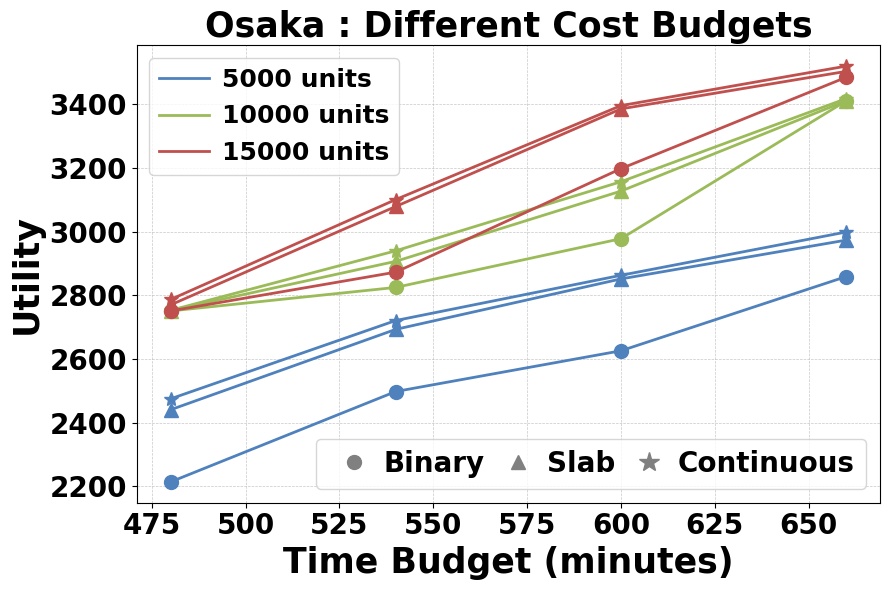 Osaka : Different Cost Budgets
5000 units
10000 units
15000 units
Utility
3400
3200
3000
2800
2600
2400
2200
Binary Slab Continuous
475 500 525 550 575 600 625 650
Time Budget (minutes)